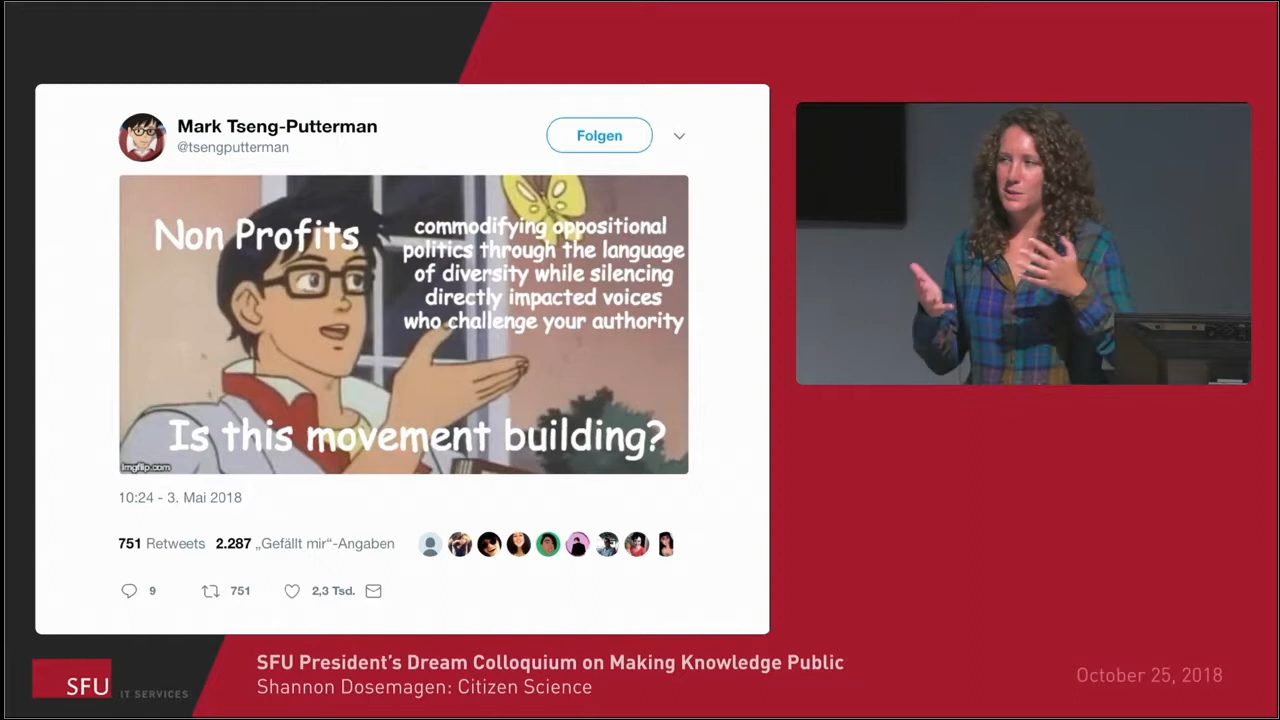 Mark Tseng-Putterman
@tsengputterman
Folgen
Non Profits
commodifying oppositional
politics through the language
of diversity while silencing
directly impacted voices
who challenge your authority
Is this movement building?
imgflip.com
10:24 - 3. Mai 2018
751 Retweets 2.287 „Gefällt mir“-Angaben
9 751 2,3 Tsd.
SFU IT SERVICES
SFU President's Dream Colloquium on Making Knowledge Public
Shannon Dosemagen: Citizen Science
October 25, 2018